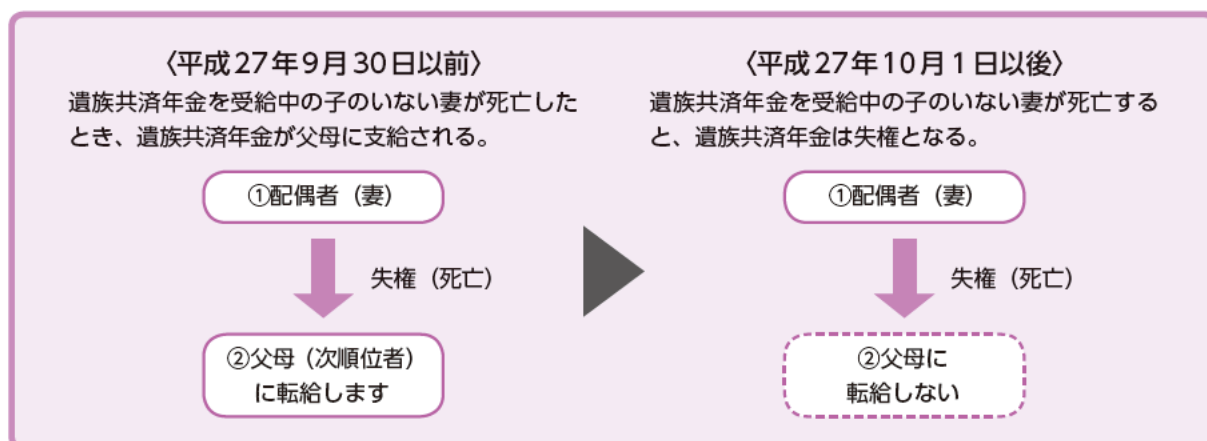 〈平成27年9月30日以前〉
遺族共済年金を受給中の子のいない妻が死亡した
とき、遺族共済年金が父母に支給される。
①配偶者（妻）
失権（死亡）
②父母（次順位者）
に転給します
〈平成27年10月1日以後〉
遺族共済年金を受給中の子のいない妻が死亡する
と、遺族共済年金は失権となる。
①配偶者（妻）
失権（死亡）
②父母に
転給しない